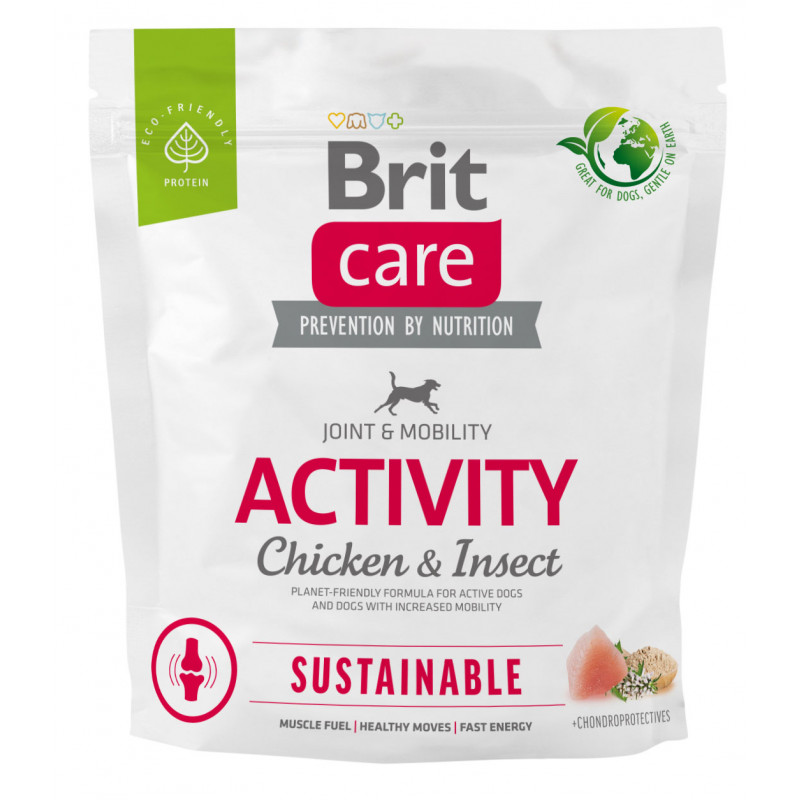 ECO-FRIENDLY
PROTEIN
GREAT FOR DOGS, GENTLE ON EARTH
Brit
care
PREVENTION BY NUTRITION
JOINT & MOBILITY
ACTIVITY
Chicken & Insect
PLANET-FRIENDLY FORMULA FOR ACTIVE DOGS
AND DOGS WITH INCREASED MOBILITY
SUSTAINABLE
MUSCLE FUEL | HEALTHY MOVES | FAST ENERGY
+CHONDROPROTECTIVES